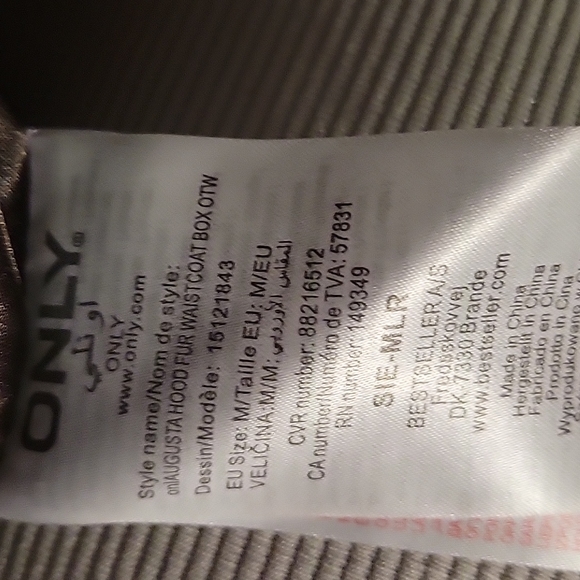 ONLY®
اونلي
ONLY
www.only.com
Style name/Nom de style:
onlAUGUSTA HOOD FUR WAISTCOAT BOX OTW
Dessin/Modèle: 15121843
EU Size: M/Taille EU: M/EU
VELIČINA:M/M: المقاس الاوروبي
CVR number: 88216512
CA number/Numéro de TVA: 57831
RN number: 149349
SIE-MLR
BESTSELLER A/S
Fredskovvej
DK-7330 Brande
www.bestseller.com
Made in China
Hergestellt in China
Fabricado en China
Prodotto in Cina
Wyprodukowane